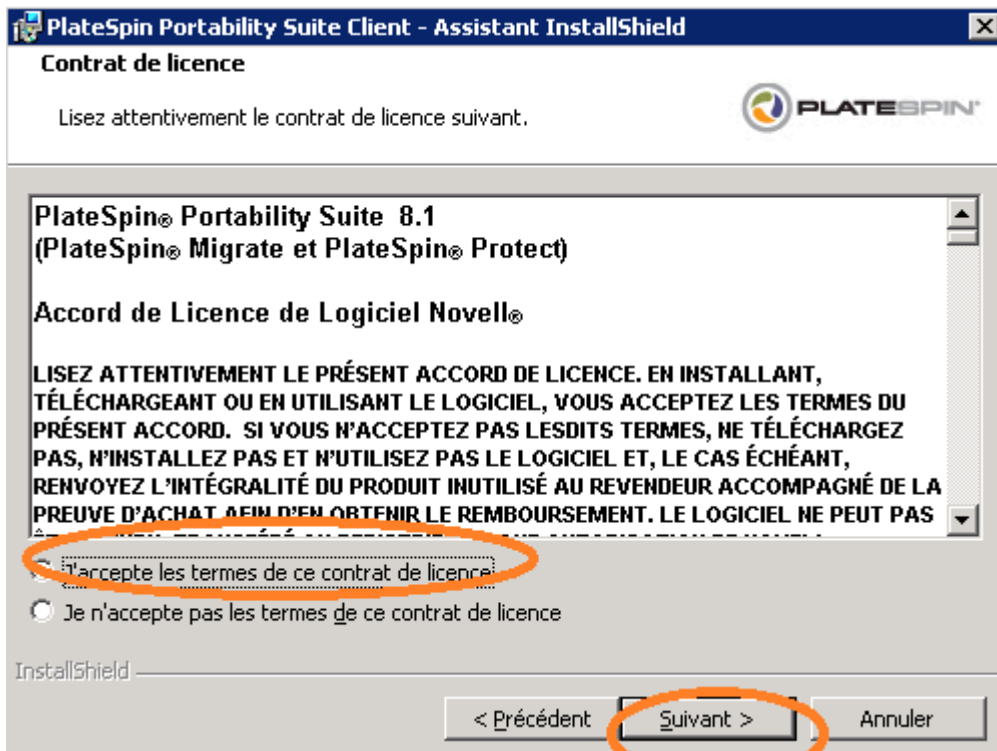 PlateSpin Portability Suite Client - Assistant InstallShield
Contrat de licence
Lisez attentivement le contrat de licence suivant.
PLATESPIN
PlateSpin® Portability Suite 8.1
(PlateSpin® Migrate et PlateSpin® Protect)
Accord de Licence de Logiciel Novell®
LISEZ ATTENTIVEMENT LE PRÉSENT ACCORD DE LICENCE. EN INSTALLANT,
TÉLÉCHARGEANT OU EN UTILISANT LE LOGICIEL, VOUS ACCEPTEZ LES TERMES DU
PRÉSENT ACCORD. SI VOUS N'ACCEPTEZ PAS LESDITS TERMES, NE TÉLÉCHARGEZ
PAS, N'INSTALLEZ PAS ET N'UTILISEZ PAS LE LOGICIEL ET, LE CAS ÉCHÉANT,
RENVOYEZ L'INTÉGRALITÉ DU PRODUIT INUTILISÉ AU REVENDEUR ACCOMPAGNÉ DE LA
PREUVE D'ACHAT AFIN D'EN OBTENIR LE REMBOURSEMENT. LE LOGICIEL NE PEUT PAS
J'accepte les termes de ce contrat de licence
Je n'accepte pas les termes de ce contrat de licence
InstallShield
< Précédent
Suivant >
Annuler